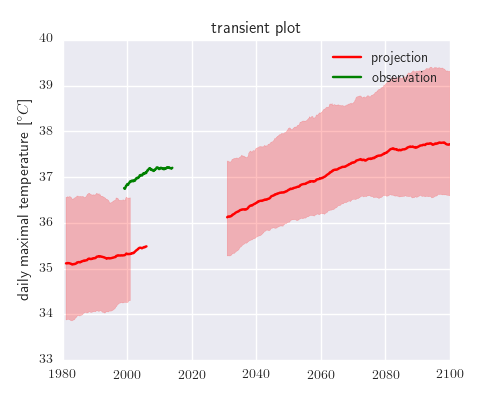 transient plot
40
39
38
37
36
35
34
33
daily maximal temperature [°C]
projection
observation
1980 2000 2020 2040 2060 2080 2100